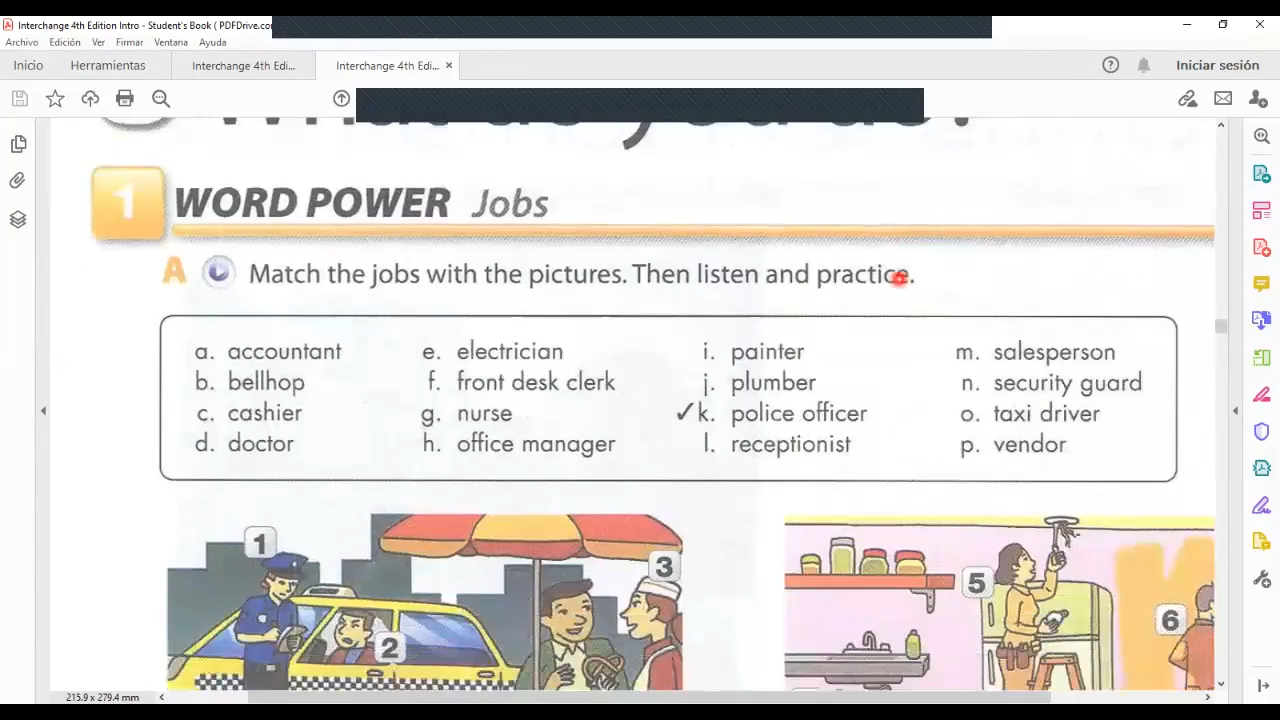 Interchange 4th Edition Intro - Student's Book ( PDFDrive.co
Archivo Edición Ver Firmar Ventana Ayuda
Inicio Herramientas Interchange 4th Edi... Interchange 4th Edi... × Iniciar sesión
1 WORD POWER Jobs
A Match the jobs with the pictures. Then listen and practice.
a. accountant e. electrician i. painter m. salesperson
b. bellhop f. front desk clerk j. plumber n. security guard
c. cashier g. nurse ✓k. police officer o. taxi driver
d. doctor h. office manager l. receptionist p. vendor
1
3
5
2
6
215.9 x 279.4 mm